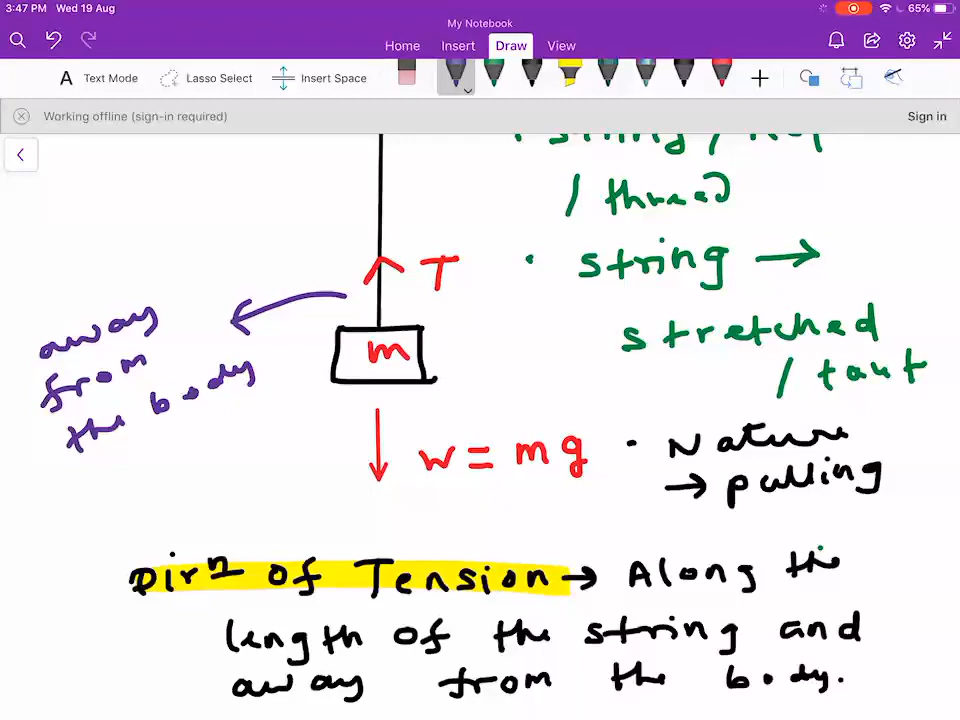 3:47 PM Wed 19 Aug
65%
My Notebook
Home Insert Draw View
Text Mode Lasso Select Insert Space
Working offline (sign-in required) Sign in
string /
/ thread
T
string →
stretched
/ taut
away
from
the body
m
w = mg
Nature
→ pulling
Dirn of Tension → Along the
length of the string and
away from the body.